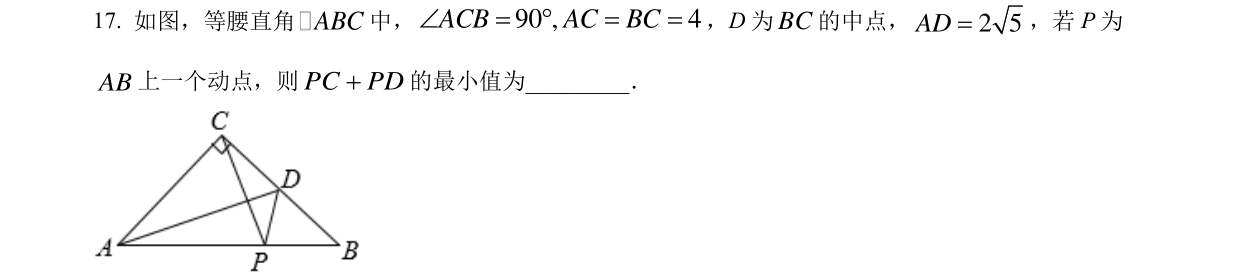 17. 如图，等腰直角□ABC中，∠ACB=90°,AC=BC=4，D为BC的中点，AD=2√5，若P为
AB上一个动点，则PC+PD的最小值为________.
C
D
A
P
B